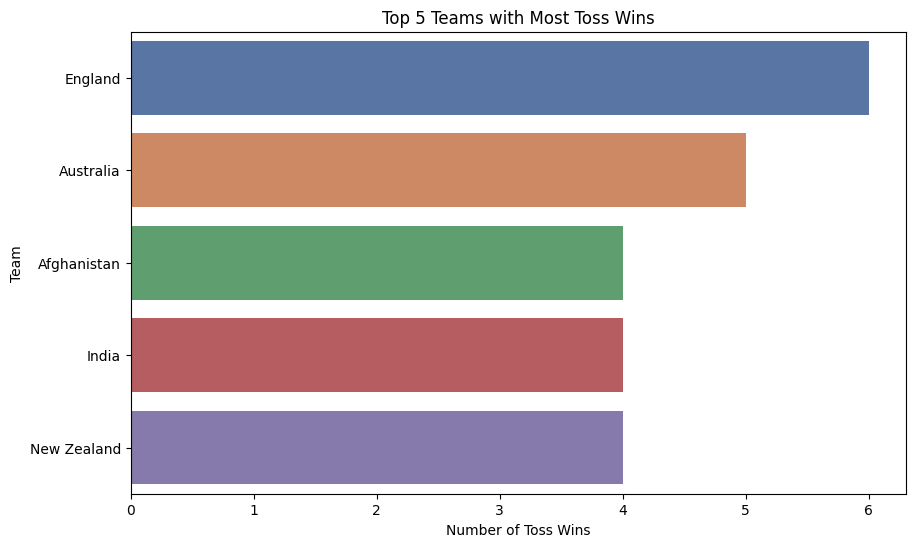 Top 5 Teams with Most Toss Wins
Team
England
Australia
Afghanistan
India
New Zealand
0 1 2 3 4 5 6
Number of Toss Wins